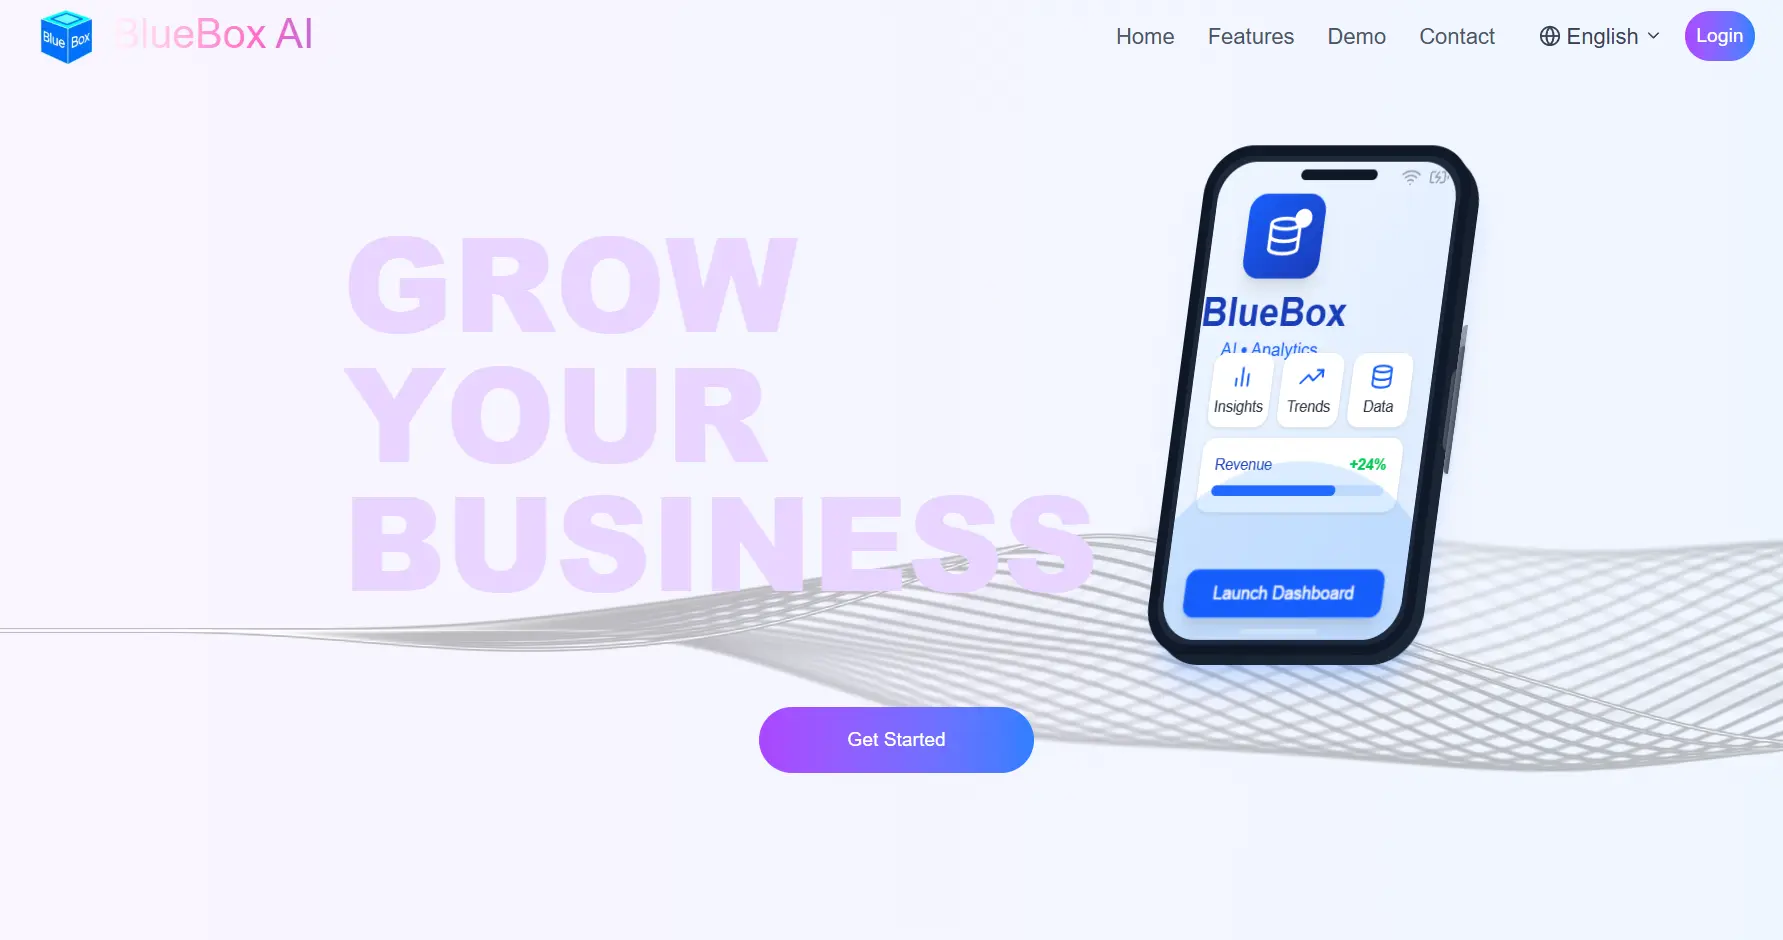 Blue Box
BlueBox AI
Home
Features
Demo
Contact
English
Login
GROW
YOUR
BUSINESS
BlueBox
AI • Analytics
Insights
Trends
Data
Revenue
+24%
Launch Dashboard
Get Started